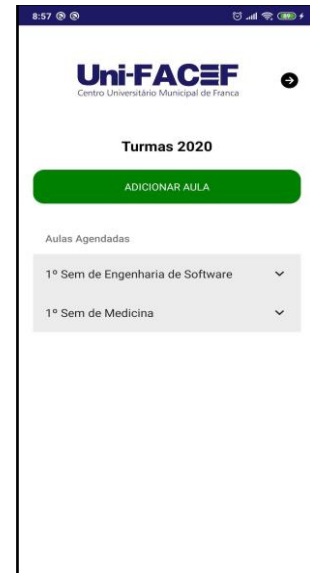 8:57
Uni-FACEF
Centro Universitário Municipal de Franca
Turmas 2020
ADICIONAR AULA
Aulas Agendadas
1º Sem de Engenharia de Software
1º Sem de Medicina